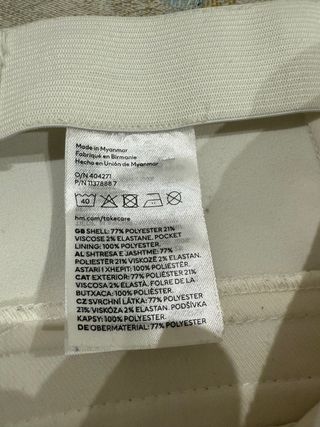 Made in Myanmar
Fabriqué en Birmanie
Hecho en Unión de Myanmar
O/N 404271
P/N 1137888 7
40
hm.com/takecare
GB SHELL: 77% POLYESTER 21%
VISCOSE 2% ELASTANE. POCKET
LINING: 100% POLYESTER.
AL SHTRESA E JASHTME: 77%
POLIESTËR 21% VISKOZË 2% ELASTAN.
ASTARI I XHEPIT: 100% POLIESTËR.
CAT EXTERIOR: 77% POLIÈSTER 21%
VISCOSA 2% ELASTÀ. FOLRE DE LA
BUTXACA: 100% POLIÈSTER.
CZ SVRCHNÍ LÁTKA: 77% POLYESTER
21% VISKÓZA 2% ELASTAN. PODŠÍVKA
KAPSY: 100% POLYESTER.
DE OBERMATERIAL: 77% POLYESTER